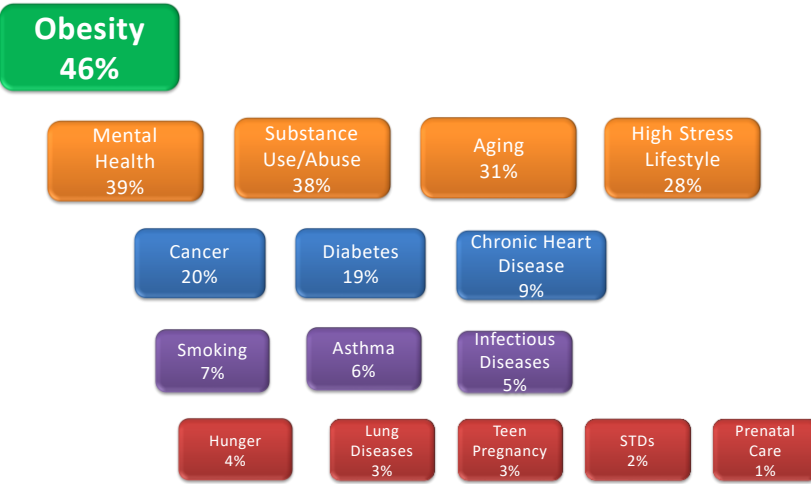 Obesity
46%
Mental
Health
39%
Substance
Use/Abuse
38%
Aging
31%
High Stress
Lifestyle
28%
Cancer
20%
Diabetes
19%
Chronic Heart
Disease
9%
Smoking
7%
Asthma
6%
Infectious
Diseases
5%
Hunger
4%
Lung
Diseases
3%
Teen
Pregnancy
3%
STDs
2%
Prenatal
Care
1%